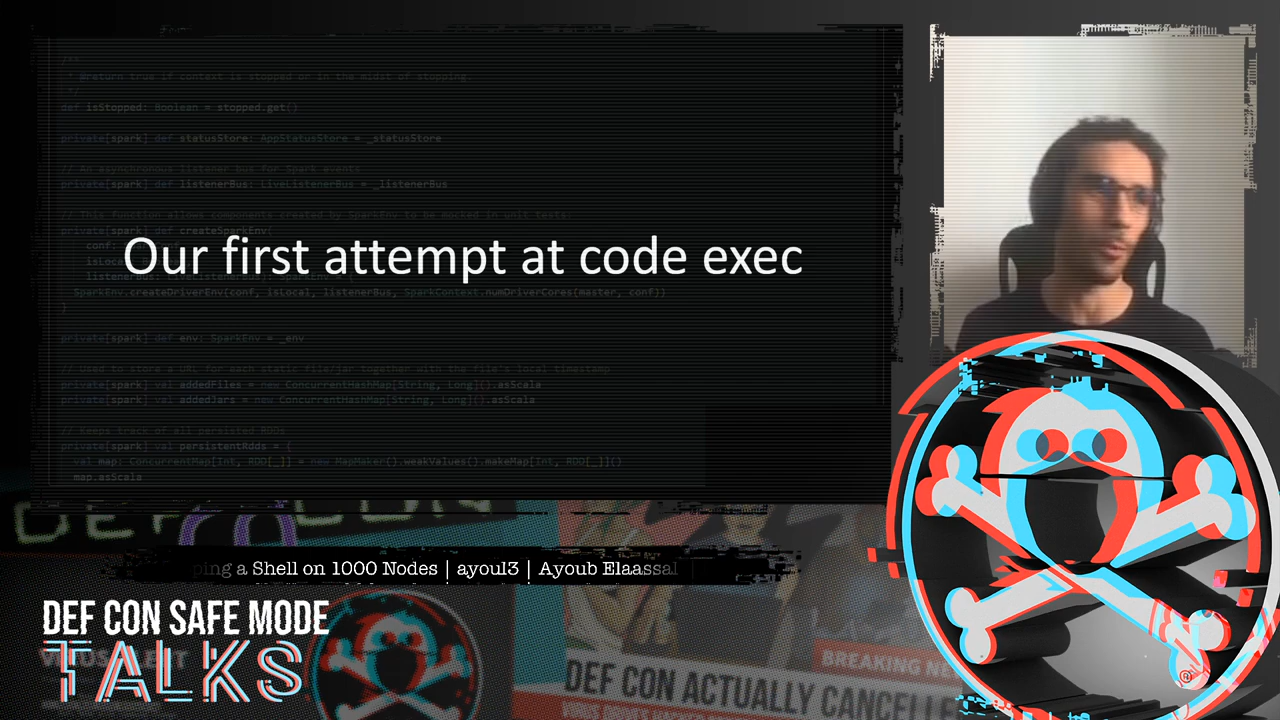 /**
 * @return true if context is stopped or in the midst of stopping.
 */
def isStopped: Boolean = stopped.get()
private[spark] def statusStore: AppStatusStore = _statusStore
// An asynchronous listener bus for Spark events
private[spark] def listenerBus: LiveListenerBus = _listenerBus
// This function allows components created by SparkEnv to be mocked in unit tests:
private[spark] def createSparkEnv(
conf:
Our first attempt at code exec
SparkEnv.createDriverEnv(conf, isLocal, listenerBus, SparkContext.numDriverCores(master, conf))
}
private[spark] def env: SparkEnv = _env
// Used to store a URL for each static file/jar together with the file's local timestamp
private[spark] val addedFiles = new ConcurrentHashMap[String, Long]().asScala
private[spark] val addedJars = new ConcurrentHashMap[String, Long]().asScala
// Keeps track of all persisted RDDs
private[spark] val persistentRdds = {
val map: ConcurrentMap[Int, RDD[_]] = new MapMaker().weakValues().makeMap[Int, RDD[_]]()
map.asScala
DEF CON
ping a Shell on 1000 Nodes | ayoul3 | Ayoub Elaassal
DEF CON SAFE MODE
TALKS
BREAKING NE
DEF CON ACTUALLY CANCELLE
®